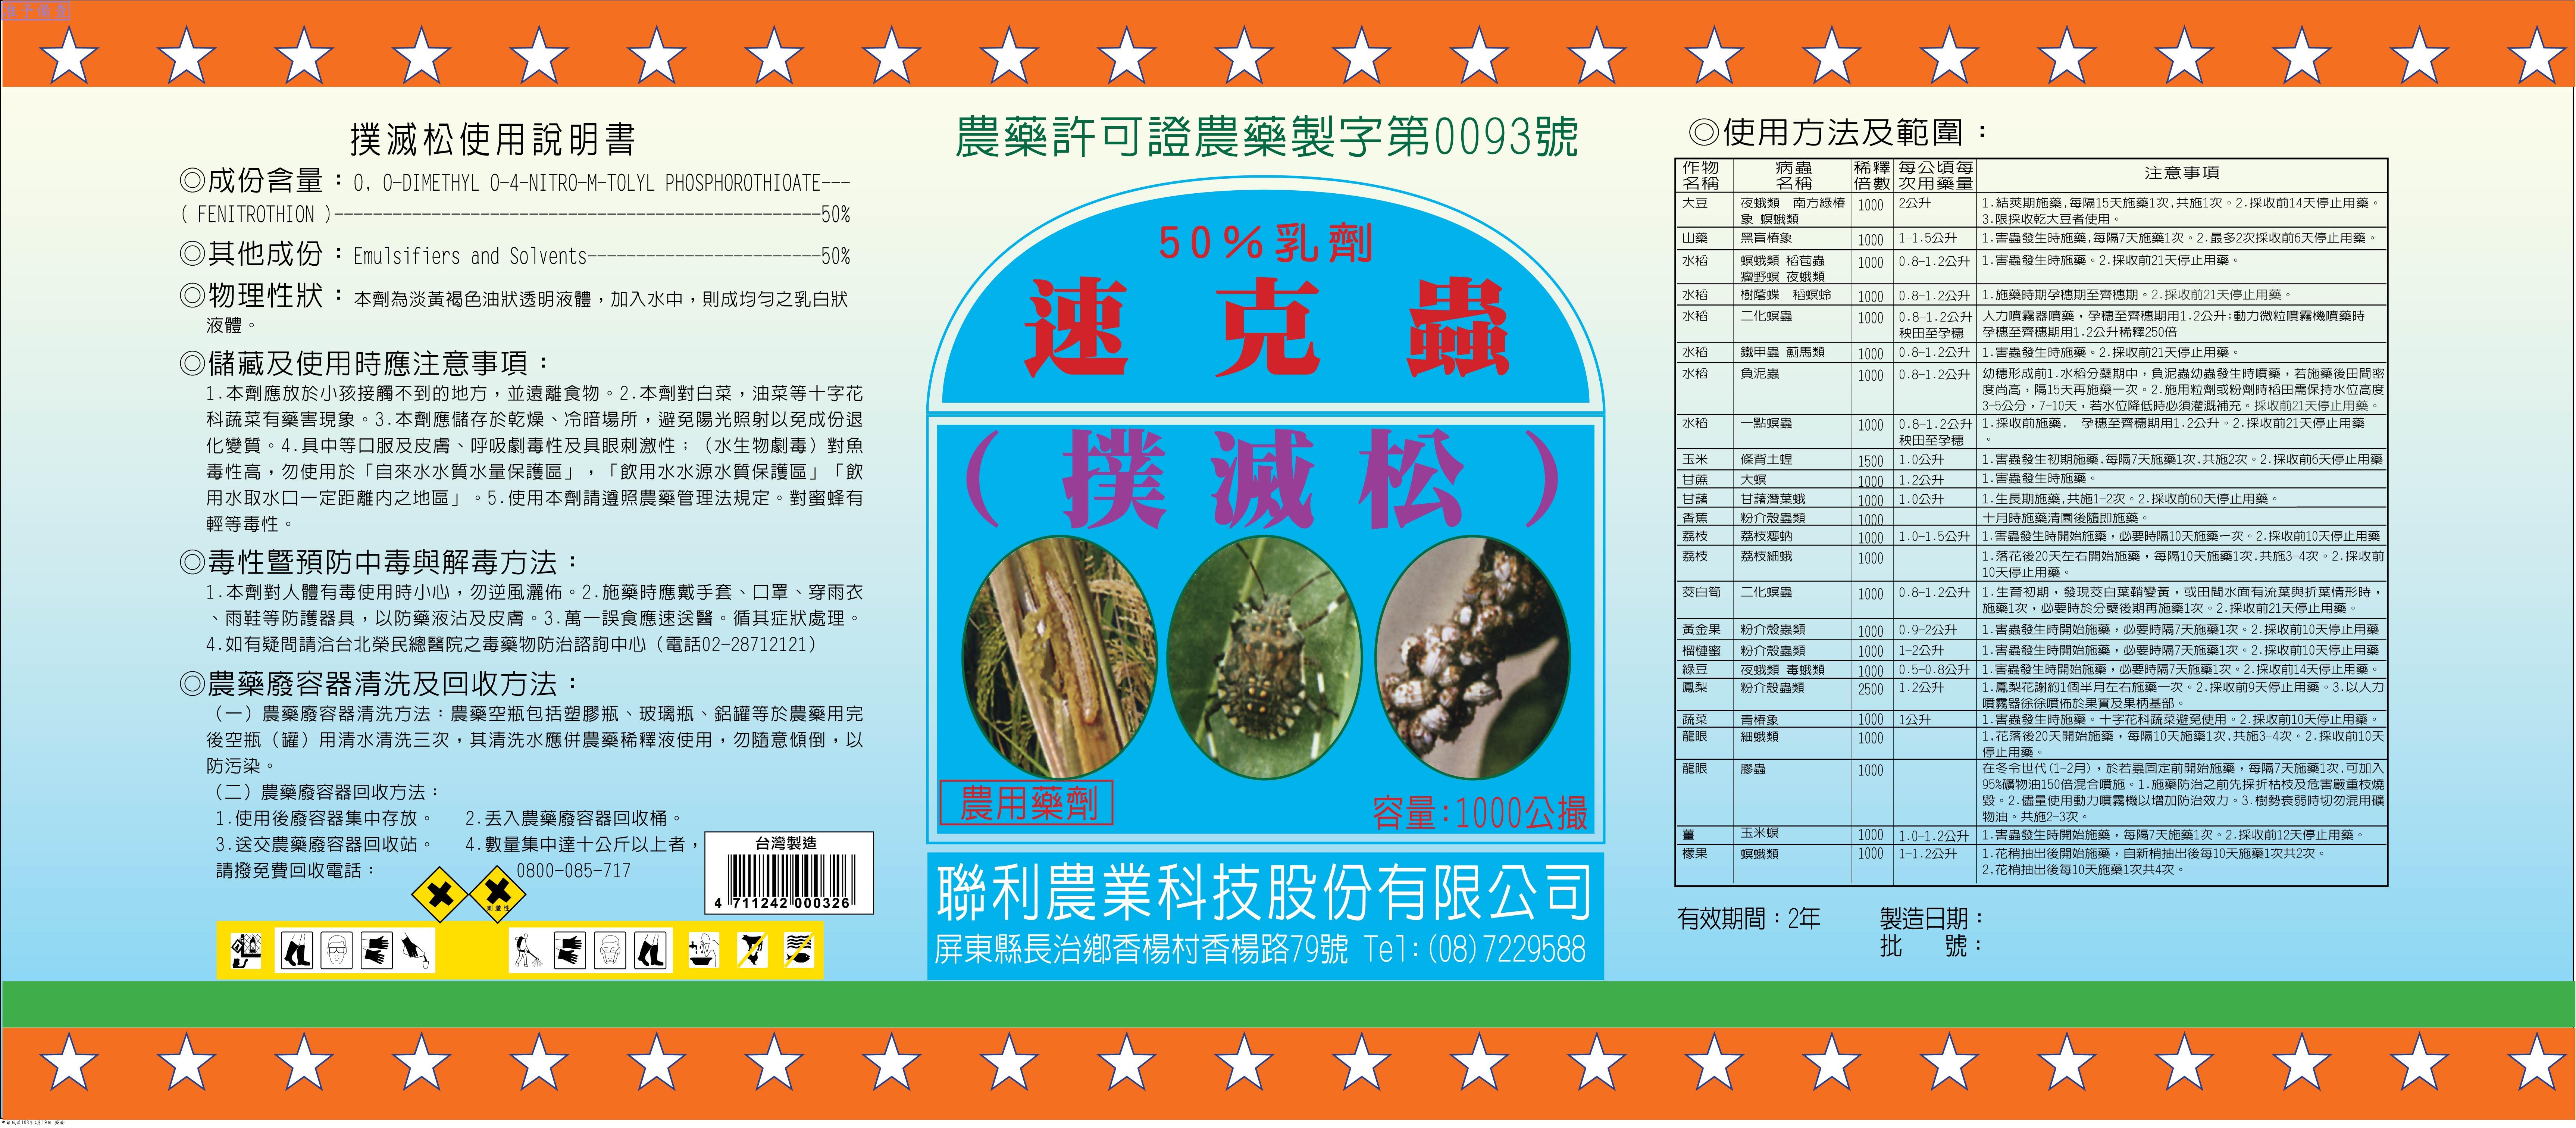 撲滅松使用說明書
◎成份含量：O, O-DIMETHYL O-4-NITRO-M-TOLYL PHOSPHOROTHIOATE---
( FENITROTHION )--------------------------------------------------50%
◎其他成份：Emulsifiers and Solvents------------------------50%
◎物理性狀：本劑為淡黃褐色油狀透明液體，加入水中，則成均勻之乳白狀
液體。
◎儲藏及使用時應注意事項：
1.本劑應放於小孩接觸不到的地方，並遠離食物。2.本劑對白菜，油菜等十字花
科蔬菜有藥害現象。3.本劑應儲存於乾燥、冷暗場所，避免陽光照射以免成份退
化變質。4.具中等口服及皮膚、呼吸劇毒性及具眼刺激性；（水生物劇毒）對魚
毒性高，勿使用於「自來水水質水量保護區」，「飲用水水源水質保護區」「飲
用水取水口一定距離內之地區」。5.使用本劑請遵照農藥管理法規定。對蜜蜂有
輕等毒性。
◎毒性暨預防中毒與解毒方法：
1.本劑對人體有毒使用時小心，勿逆風灑佈。2.施藥時應戴手套、口罩、穿雨衣
、雨鞋等防護器具，以防藥液沾及皮膚。3.萬一誤食應速送醫。循其症狀處理。
4.如有疑問請洽台北榮民總醫院之毒藥物防治諮詢中心（電話02-28712121）
◎農藥廢容器清洗及回收方法：
（一）農藥廢容器清洗方法：農藥空瓶包括塑膠瓶、玻璃瓶、鋁罐等於農藥用完
後空瓶（罐）用清水清洗三次，其清洗水應併農藥稀釋液使用，勿隨意傾倒，以
防污染。
（二）農藥廢容器回收方法：
1.使用後廢容器集中存放。 2.丟入農藥廢容器回收桶。
3.送交農藥廢容器回收站。 4.數量集中達十公斤以上者，
請撥免費回收電話： 0800-085-717
刺激性
台灣製造
4 711242 000326
農藥許可證農藥製字第0093號
50%乳劑
速克蟲
(撲滅松)
農用藥劑
容量:1000公撮
聯利農業科技股份有限公司
屏東縣長治鄉香楊村香楊路79號 Tel:(08)7229588
◎使用方法及範圍：
作物名稱 病蟲名稱 稀釋倍數 每公頃每次用藥量 注意事項
大豆 夜蛾類 南方綠椿 1000 2公升 1.結莢期施藥,每隔15天施藥1次,共施1次。2.採收前14天停止用藥。
象 螟蛾類 3.限採收乾大豆者使用。
山藥 黑盲椿象 1000 1-1.5公升 1.害蟲發生時施藥,每隔7天施藥1次。2.最多2次採收前6天停止用藥。
水稻 螟蛾類 稻苞蟲 1000 0.8-1.2公升 1.害蟲發生時施藥。2.採收前21天停止用藥。
瘤野螟 夜蛾類
水稻 樹蔭蝶 稻螟蛉 1000 0.8-1.2公升 1.施藥時期孕穗期至齊穗期。2.採收前21天停止用藥。
水稻 二化螟蟲 1000 0.8-1.2公升 人力噴霧器噴藥，孕穗至齊穗期用1.2公升;動力微粒噴霧機噴藥時
秧田至孕穗 孕穗至齊穗期用1.2公升稀釋250倍
水稻 鐵甲蟲 薊馬類 1000 0.8-1.2公升 1.害蟲發生時施藥。2.採收前21天停止用藥。
水稻 負泥蟲 1000 0.8-1.2公升 幼穗形成前1.水稻分蘗期中，負泥蟲幼蟲發生時噴藥，若施藥後田間密
度尚高，隔15天再施藥一次。2.施用粒劑或粉劑時稻田需保持水位高度
3-5公分，7-10天，若水位降低時必須灌溉補充。採收前21天停止用藥。
水稻 一點螟蟲 1000 0.8-1.2公升 1.採收前施藥, 孕穗至齊穗期用1.2公升。2.採收前21天停止用藥
秧田至孕穗 。
玉米 條背土蝗 1500 1.0公升 1.害蟲發生初期施藥,每隔7天施藥1次,共施2次。2.採收前6天停止用藥
甘蔗 大螟 1000 1.2公升 1.害蟲發生時施藥。
甘藷 甘藷潛葉蛾 1000 1.0公升 1.生長期施藥,共施1-2次。2.採收前60天停止用藥。
香蕉 粉介殼蟲類 1000 十月時施藥清園後隨即施藥。
荔枝 荔枝癭蚋 1000 1.0-1.5公升 1.害蟲發生時開始施藥，必要時隔10天施藥一次。2.採收前10天停止用藥
荔枝 荔枝細蛾 1000 1.落花後20天左右開始施藥，每隔10天施藥1次,共施3-4次。2.採收前
10天停止用藥。
茭白筍 二化螟蟲 1000 0.8-1.2公升 1.生育初期，發現茭白葉鞘變黃，或田間水面有流葉與折葉情形時，
施藥1次，必要時於分蘗後期再施藥1次。2.採收前21天停止用藥。
黃金果 粉介殼蟲類 1000 0.9-2公升 1.害蟲發生時開始施藥，必要時隔7天施藥1次。2.採收前10天停止用藥
榴槤蜜 粉介殼蟲類 1000 1-2公升 1.害蟲發生時開始施藥，必要時隔7天施藥1次。2.採收前10天停止用藥
綠豆 夜蛾類 毒蛾類 1000 0.5-0.8公升 1.害蟲發生時開始施藥，必要時隔7天施藥1次。2.採收前14天停止用藥。
鳳梨 粉介殼蟲類 2500 1.2公升 1.鳳梨花謝約1個半月左右施藥一次。2.採收前9天停止用藥。3.以人力
噴霧器徐徐噴佈於果實及果柄基部。
蔬菜 青椿象 1000 1公升 1.害蟲發生時施藥。十字花科蔬菜避免使用。2.採收前10天停止用藥。
龍眼 細蛾類 1000 1.花落後20天開始施藥，每隔10天施藥1次,共施3-4次。2.採收前10天
停止用藥。
龍眼 膠蟲 1000 在冬令世代(1-2月)，於若蟲固定前開始施藥，每隔7天施藥1次,可加入
95%礦物油150倍混合噴施。1.施藥防治之前先採折枯枝及危害嚴重枝燒
毀。2.儘量使用動力噴霧機以增加防治效力。3.樹勢衰弱時切勿混用礦
物油。共施2-3次。
薑 玉米螟 1000 1.0-1.2公升 1.害蟲發生時開始施藥，每隔7天施藥1次。2.採收前12天停止用藥。
檬果 螟蛾類 1000 1-1.2公升 1.花梢抽出後開始施藥，自新梢抽出後每10天施藥1次共2次。
2.花梢抽出後每10天施藥1次共4次。
有效期間：2年 製造日期：
批 號：